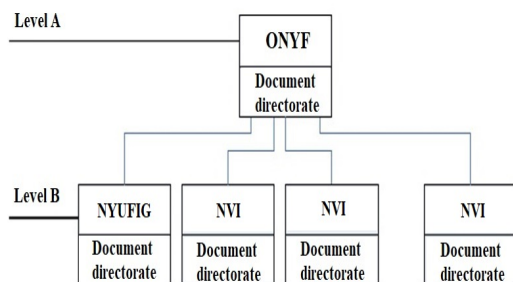 Level A
ONYF
Document
directorate
Level B
NYUFIG
NVI
NVI
NVI
Document
directorate
Document
directorate
Document
directorate
Document
directorate